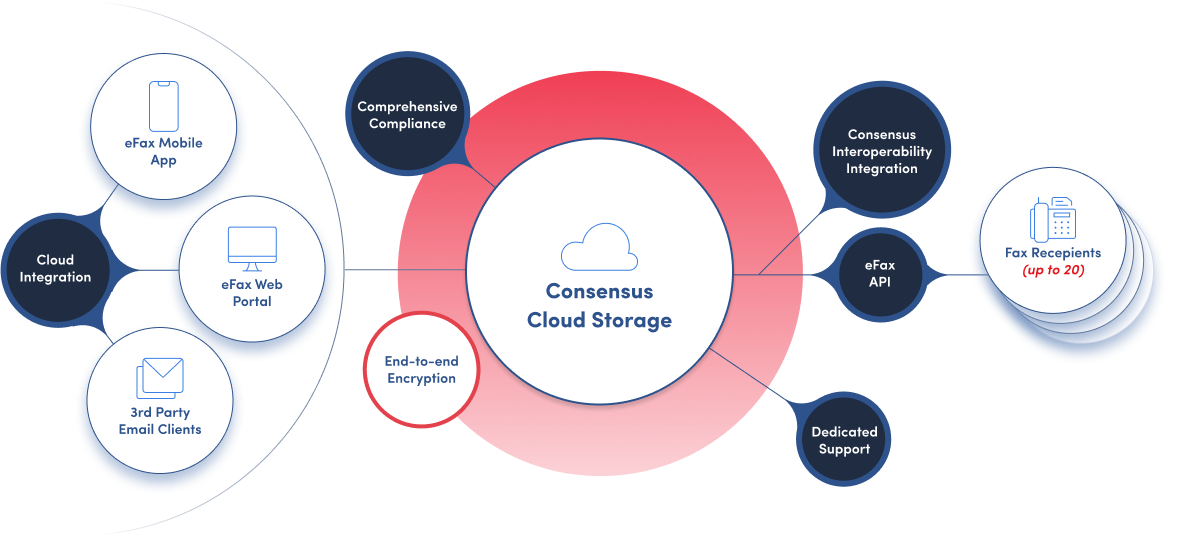 eFax Mobile
App
Cloud
Integration
eFax Web
Portal
3rd Party
Email Clients
Comprehensive
Compliance
End-to-end
Encryption
Consensus
Cloud Storage
Consensus
Interoperability
Integration
eFax
API
Dedicated
Support
Fax Recepients
(up to 20)